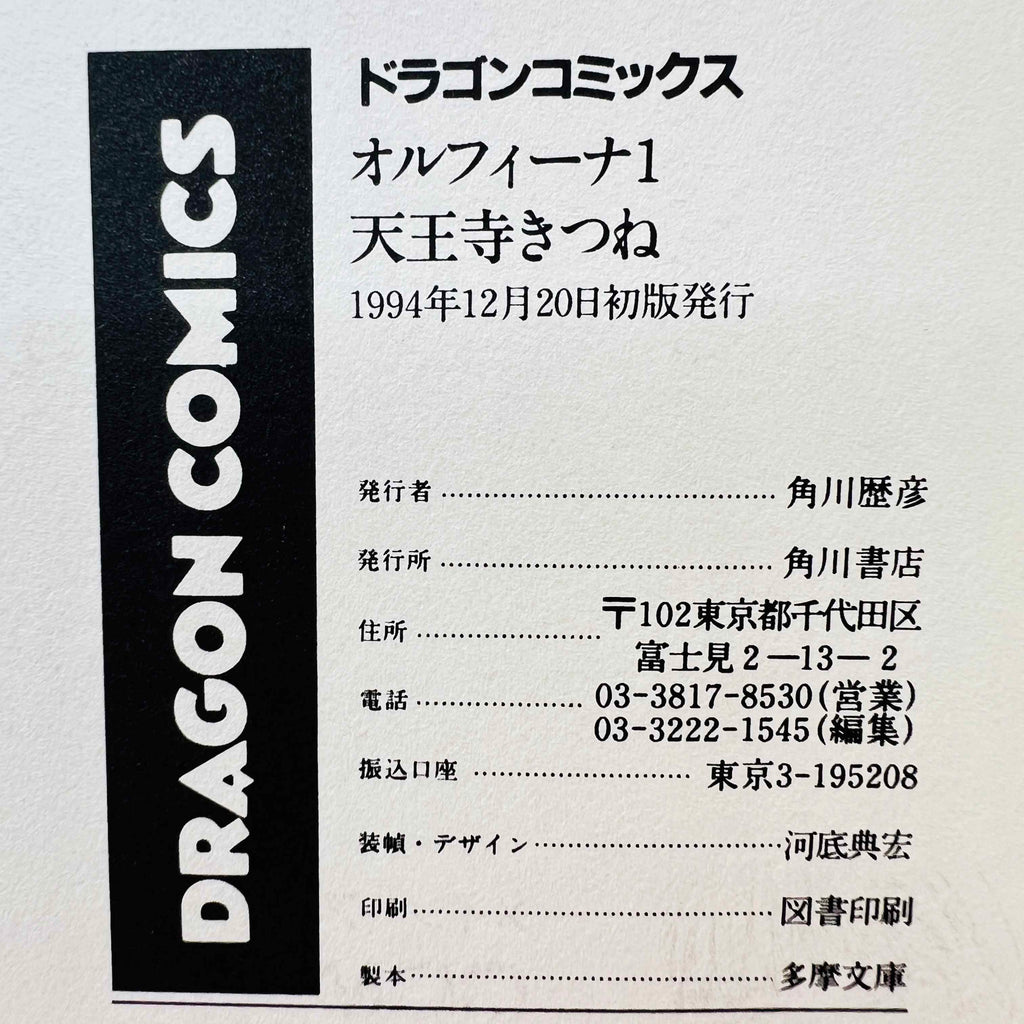 DRAGON COMICS
ドラゴンコミックス
オルフィーナ1
天王寺きつね
1994年12月20日初版発行
発行者……………………………角川歴彦
発行所……………………………角川書店
住所………………〒102東京都千代田区
富士見2―13―2
電話……………03-3817-8530(営業)
03-3222-1545(編集)
振込口座…………………東京3-195208
装幀・デザイン……………………河底典宏
印刷………………………………図書印刷
製本………………………………多摩文庫